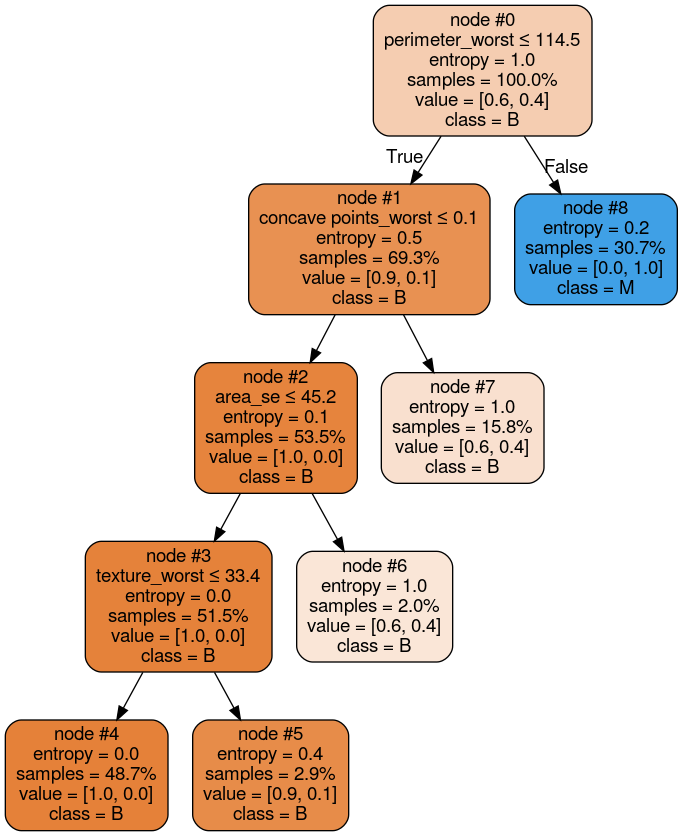 node #0
perimeter_worst ≤ 114.5
entropy = 1.0
samples = 100.0%
value = [0.6, 0.4]
class = B
True
False
node #1
concave points_worst ≤ 0.1
entropy = 0.5
samples = 69.3%
value = [0.9, 0.1]
class = B
node #8
entropy = 0.2
samples = 30.7%
value = [0.0, 1.0]
class = M
node #2
area_se ≤ 45.2
entropy = 0.1
samples = 53.5%
value = [1.0, 0.0]
class = B
node #7
entropy = 1.0
samples = 15.8%
value = [0.6, 0.4]
class = B
node #3
texture_worst ≤ 33.4
entropy = 0.0
samples = 51.5%
value = [1.0, 0.0]
class = B
node #6
entropy = 1.0
samples = 2.0%
value = [0.6, 0.4]
class = B
node #4
entropy = 0.0
samples = 48.7%
value = [1.0, 0.0]
class = B
node #5
entropy = 0.4
samples = 2.9%
value = [0.9, 0.1]
class = B